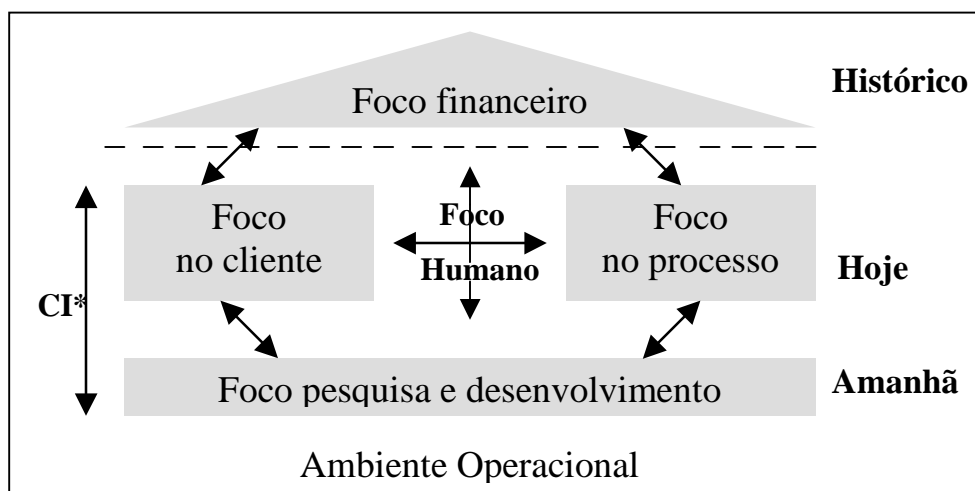 Histórico
Foco financeiro
Foco
no cliente
Foco
Humano
Foco
no processo
Hoje
CI*
Foco pesquisa e desenvolvimento
Amanhã
Ambiente Operacional